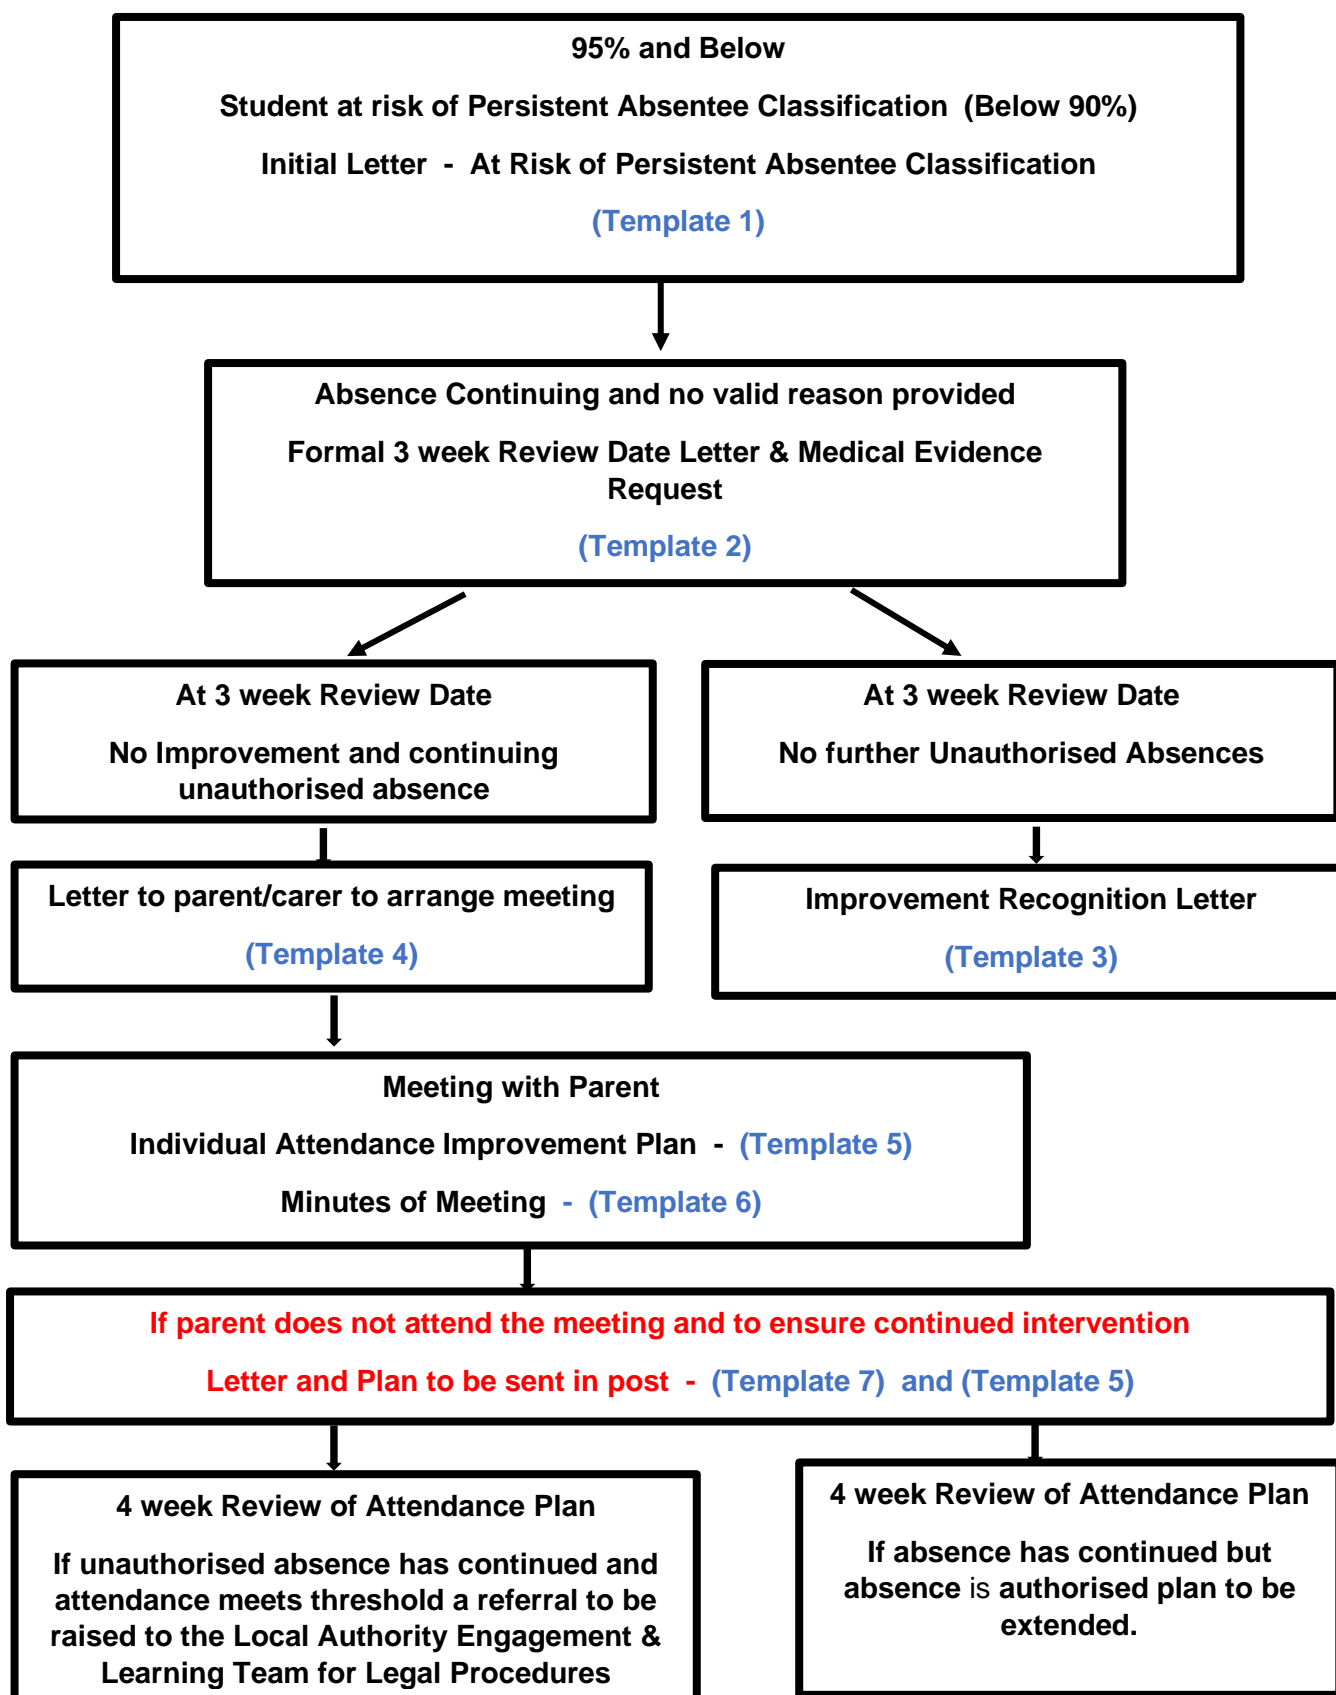 95% and Below
Student at risk of Persistent Absentee Classification (Below 90%)
Initial Letter - At Risk of Persistent Absentee Classification
(Template 1)
Absence Continuing and no valid reason provided
Formal 3 week Review Date Letter & Medical Evidence
Request
(Template 2)
At 3 week Review Date
No Improvement and continuing
unauthorised absence
At 3 week Review Date
No further Unauthorised Absences
Letter to parent/carer to arrange meeting
(Template 4)
Improvement Recognition Letter
(Template 3)
Meeting with Parent
Individual Attendance Improvement Plan - (Template 5)
Minutes of Meeting - (Template 6)
If parent does not attend the meeting and to ensure continued intervention
Letter and Plan to be sent in post - (Template 7) and (Template 5)
4 week Review of Attendance Plan
If unauthorised absence has continued and
attendance meets threshold a referral to be
raised to the Local Authority Engagement &
Learning Team for Legal Procedures
4 week Review of Attendance Plan
If absence has continued but
absence is authorised plan to be
extended.